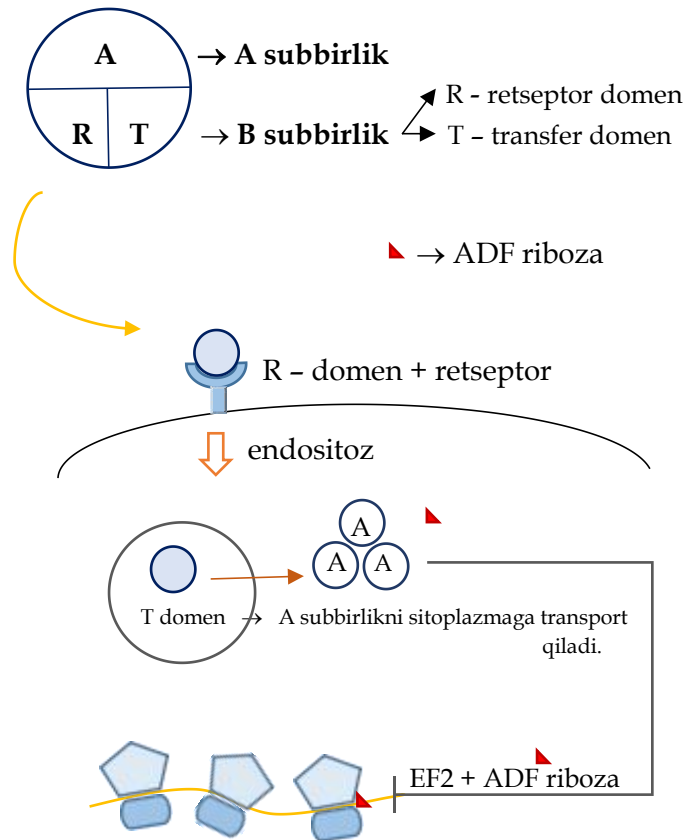 A → A subbirlik
R T → B subbirlik
R - retseptor domen
T – transfer domen
→ ADF riboza
R – domen + retseptor
endositoz
A
A A
T domen → A subbirlikni sitoplazmaga transport
qiladi.
EF2 + ADF riboza